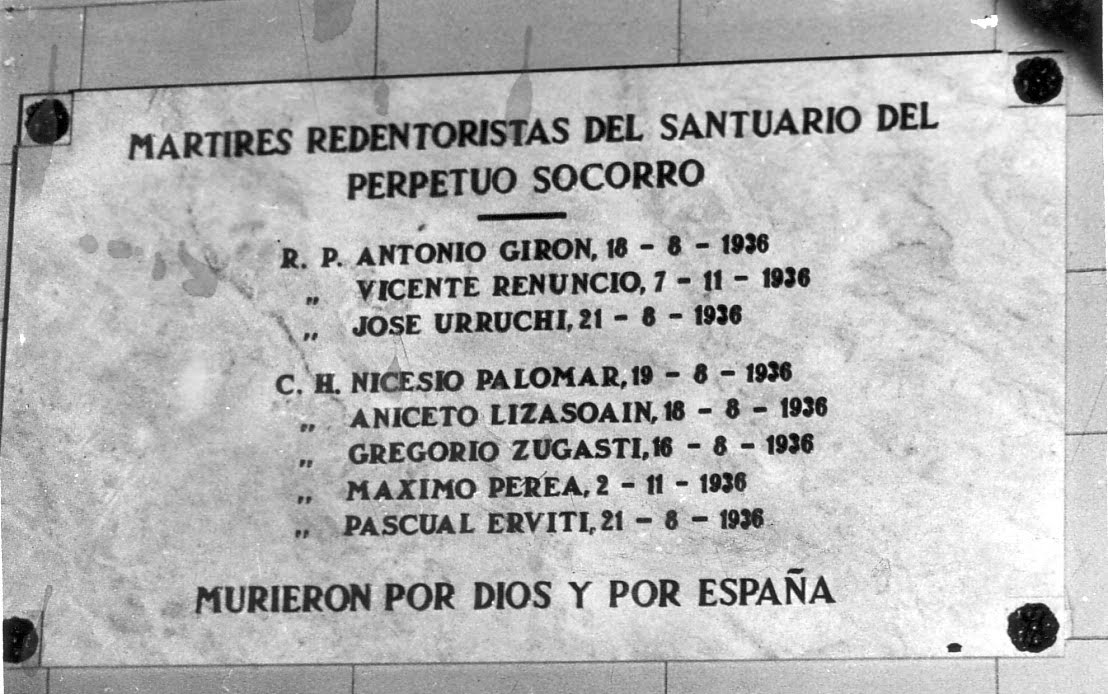 MARTIRES REDENTORISTAS DEL SANTUARIO DEL
PERPETUO SOCORRO
R. P. ANTONIO GIRON, 18 - 8 - 1936
„ VICENTE RENUNCIO, 7 - 11 - 1936
„ JOSE URRUCHI, 21 - 8 - 1936
C. H. NICESIO PALOMAR, 19 - 8 - 1936
„ ANICETO LIZASOAIN, 18 - 8 - 1936
„ GREGORIO ZUGASTI, 16 - 8 - 1936
„ MAXIMO PEREA, 2 - 11 - 1936
„ PASCUAL ERVITI, 21 - 8 - 1936
MURIERON POR DIOS Y POR ESPAÑA